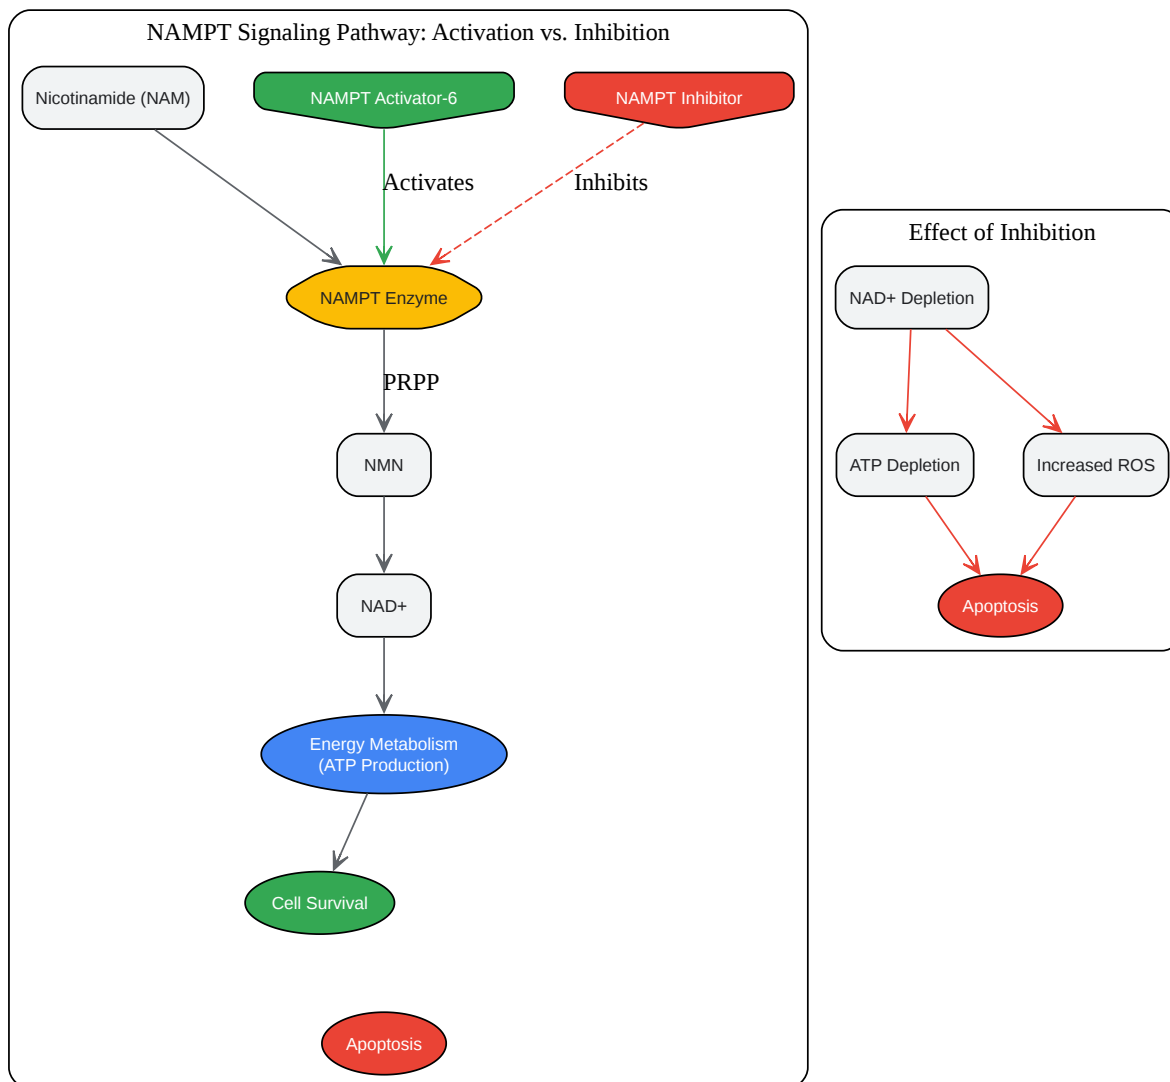 NAMPT Signaling Pathway: Activation vs. Inhibition
Nicotinamide (NAM)
NAMPT Activator-6
NAMPT Inhibitor
Activates
Inhibits
NAMPT Enzyme
PRPP
NMN
NAD+
Energy Metabolism
(ATP Production)
Cell Survival
Apoptosis
Effect of Inhibition
NAD+ Depletion
ATP Depletion
Increased ROS
Apoptosis